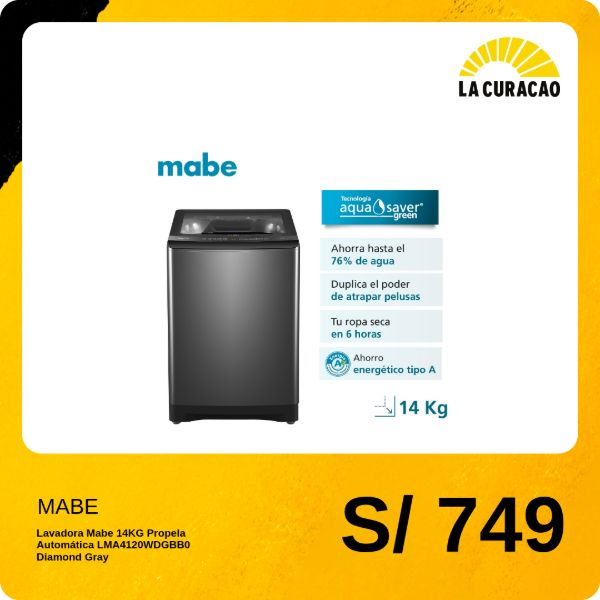 LA CURACAO
mabe
Tecnología
aqua saver®
green
Ahorra hasta el
76% de agua
Duplica el poder
de atrapar pelusas
Tu ropa seca
en 6 horas
Ahorro
energético tipo A
14 Kg
MABE
Lavadora Mabe 14KG Propela
Automática LMA4120WDGBB0
Diamond Gray
S/ 749